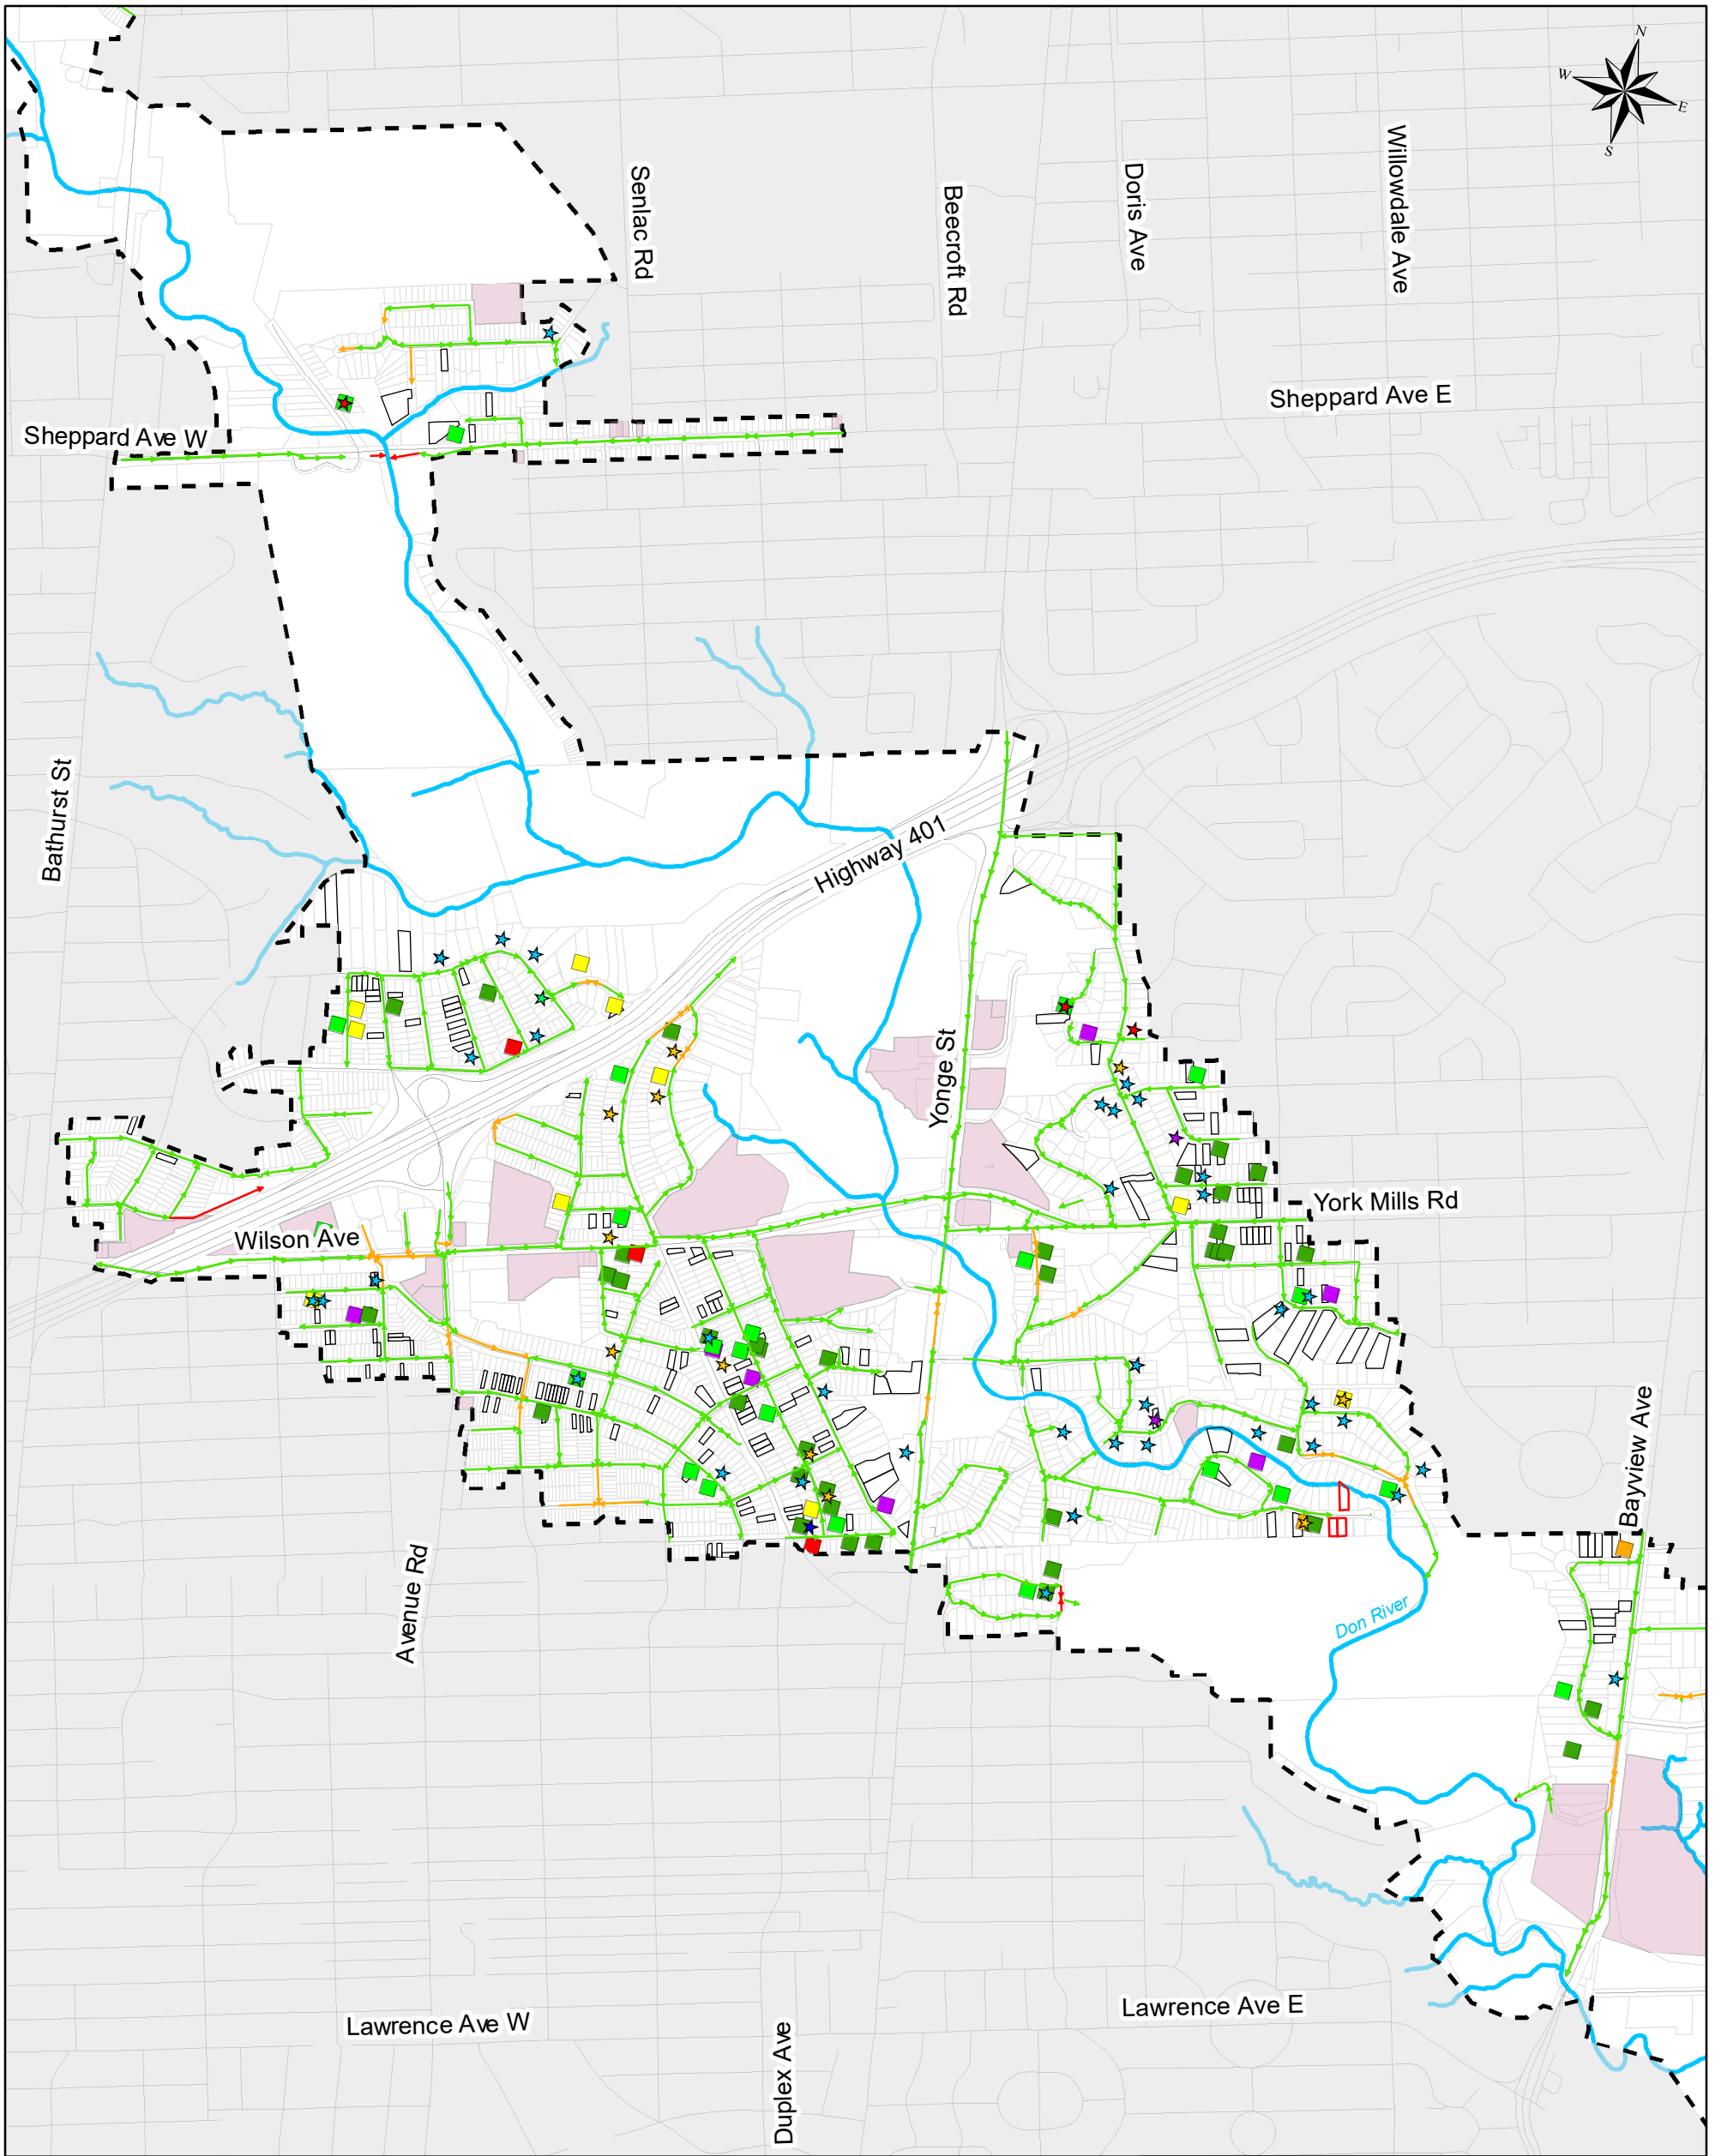 N
W
E
S
Senlac Rd
Beecroft Rd
Doris Ave
Willowdale Ave
Sheppard Ave W
Sheppard Ave E
Bathurst St
Highway 401
Yonge St
York Mills Rd
Wilson Ave
Bayview Ave
Avenue Rd
Don River
Lawrence Ave W
Lawrence Ave E
Duplex Ave